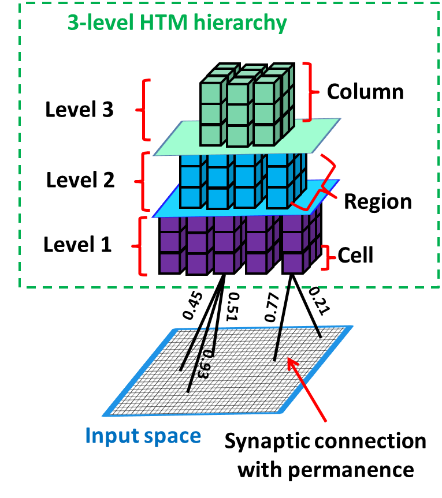 3-level HTM hierarchy
Level 3
Column
Level 2
Region
Level 1
Cell
0.45
0.51
0.77
0.21
0.93
Input space
Synaptic connection
with permanence